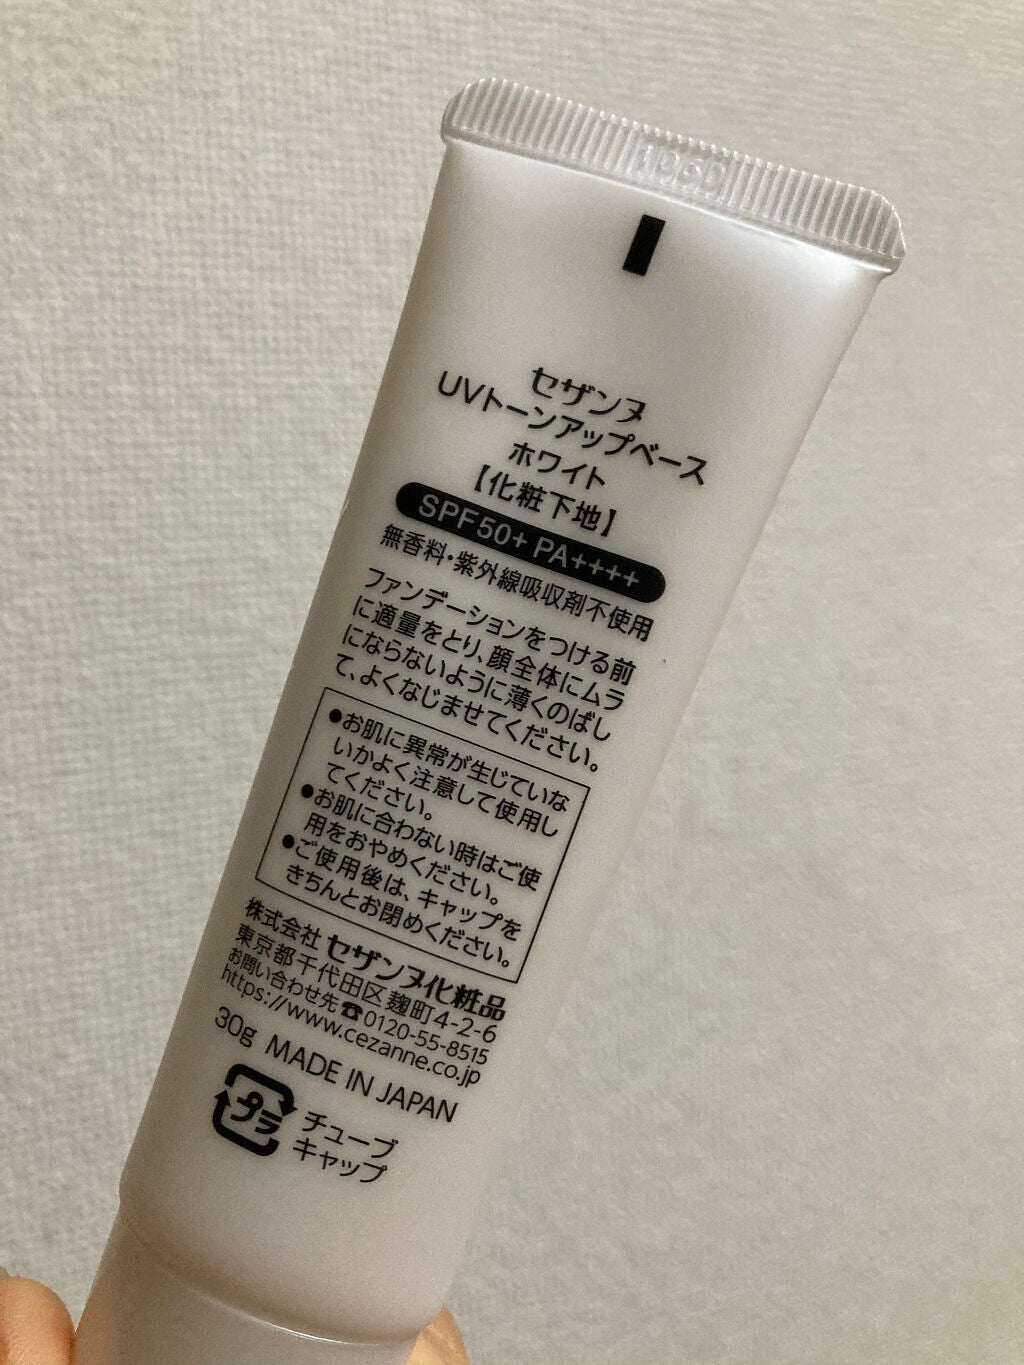 セザンヌ
UVトーンアップベース
ホワイト
【化粧下地】
SPF50+ PA++++
無香料・紫外線吸収剤不使用
ファンデーションをつける前
に適量をとり、顔全体にムラ
にならないように薄くのばし
て、よくなじませてください。
●お肌に異常が生じていな
いかよく注意して使用し
てください。
●お肌に合わない時はご使
用をおやめください。
●ご使用後は、キャップを
きちんとお閉めください。
株式会社 セザンヌ化粧品
東京都千代田区麹町4-2-6
お問い合わせ先☎0120-55-8515
https://www.cezanne.co.jp
30g MADE IN JAPAN
プラ
チューブ
キャップ